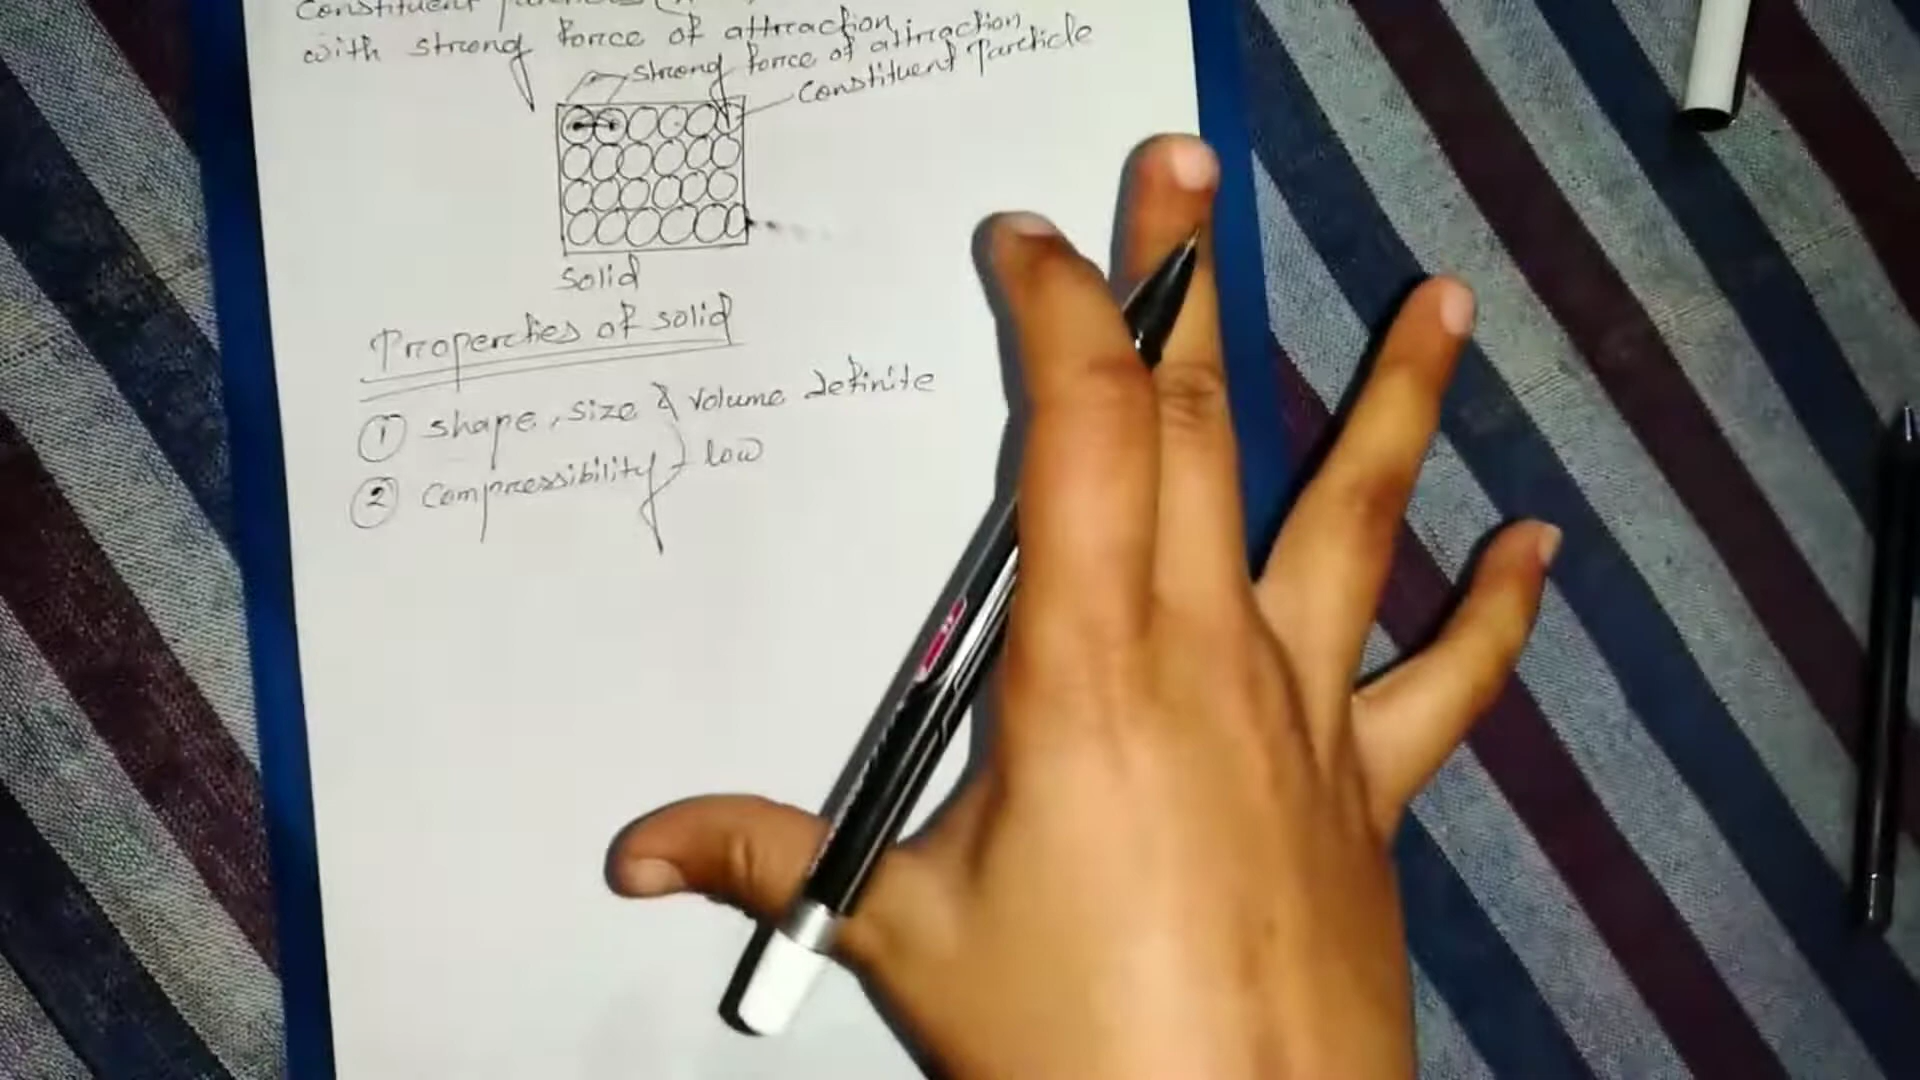 Constituent
with strong force of attraction
strong force of attraction
Constituent Particle
Solid
Properties of solid
① shape, size & volume definite
② Compressibility → low